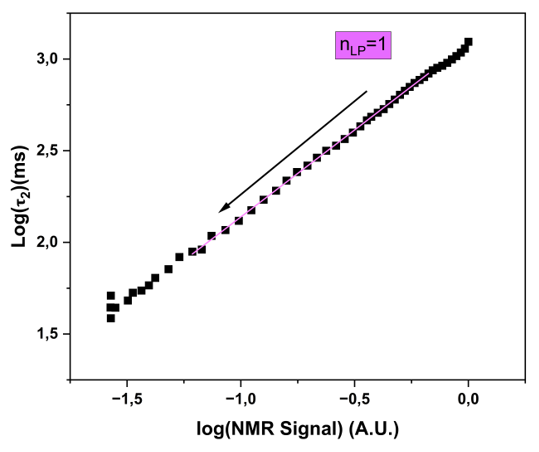 n_LP=1
3,0
2,5
2,0
1,5
Log(τ₂)(ms)
−1,5 −1,0 −0,5 0,0
log(NMR Signal) (A.U.)